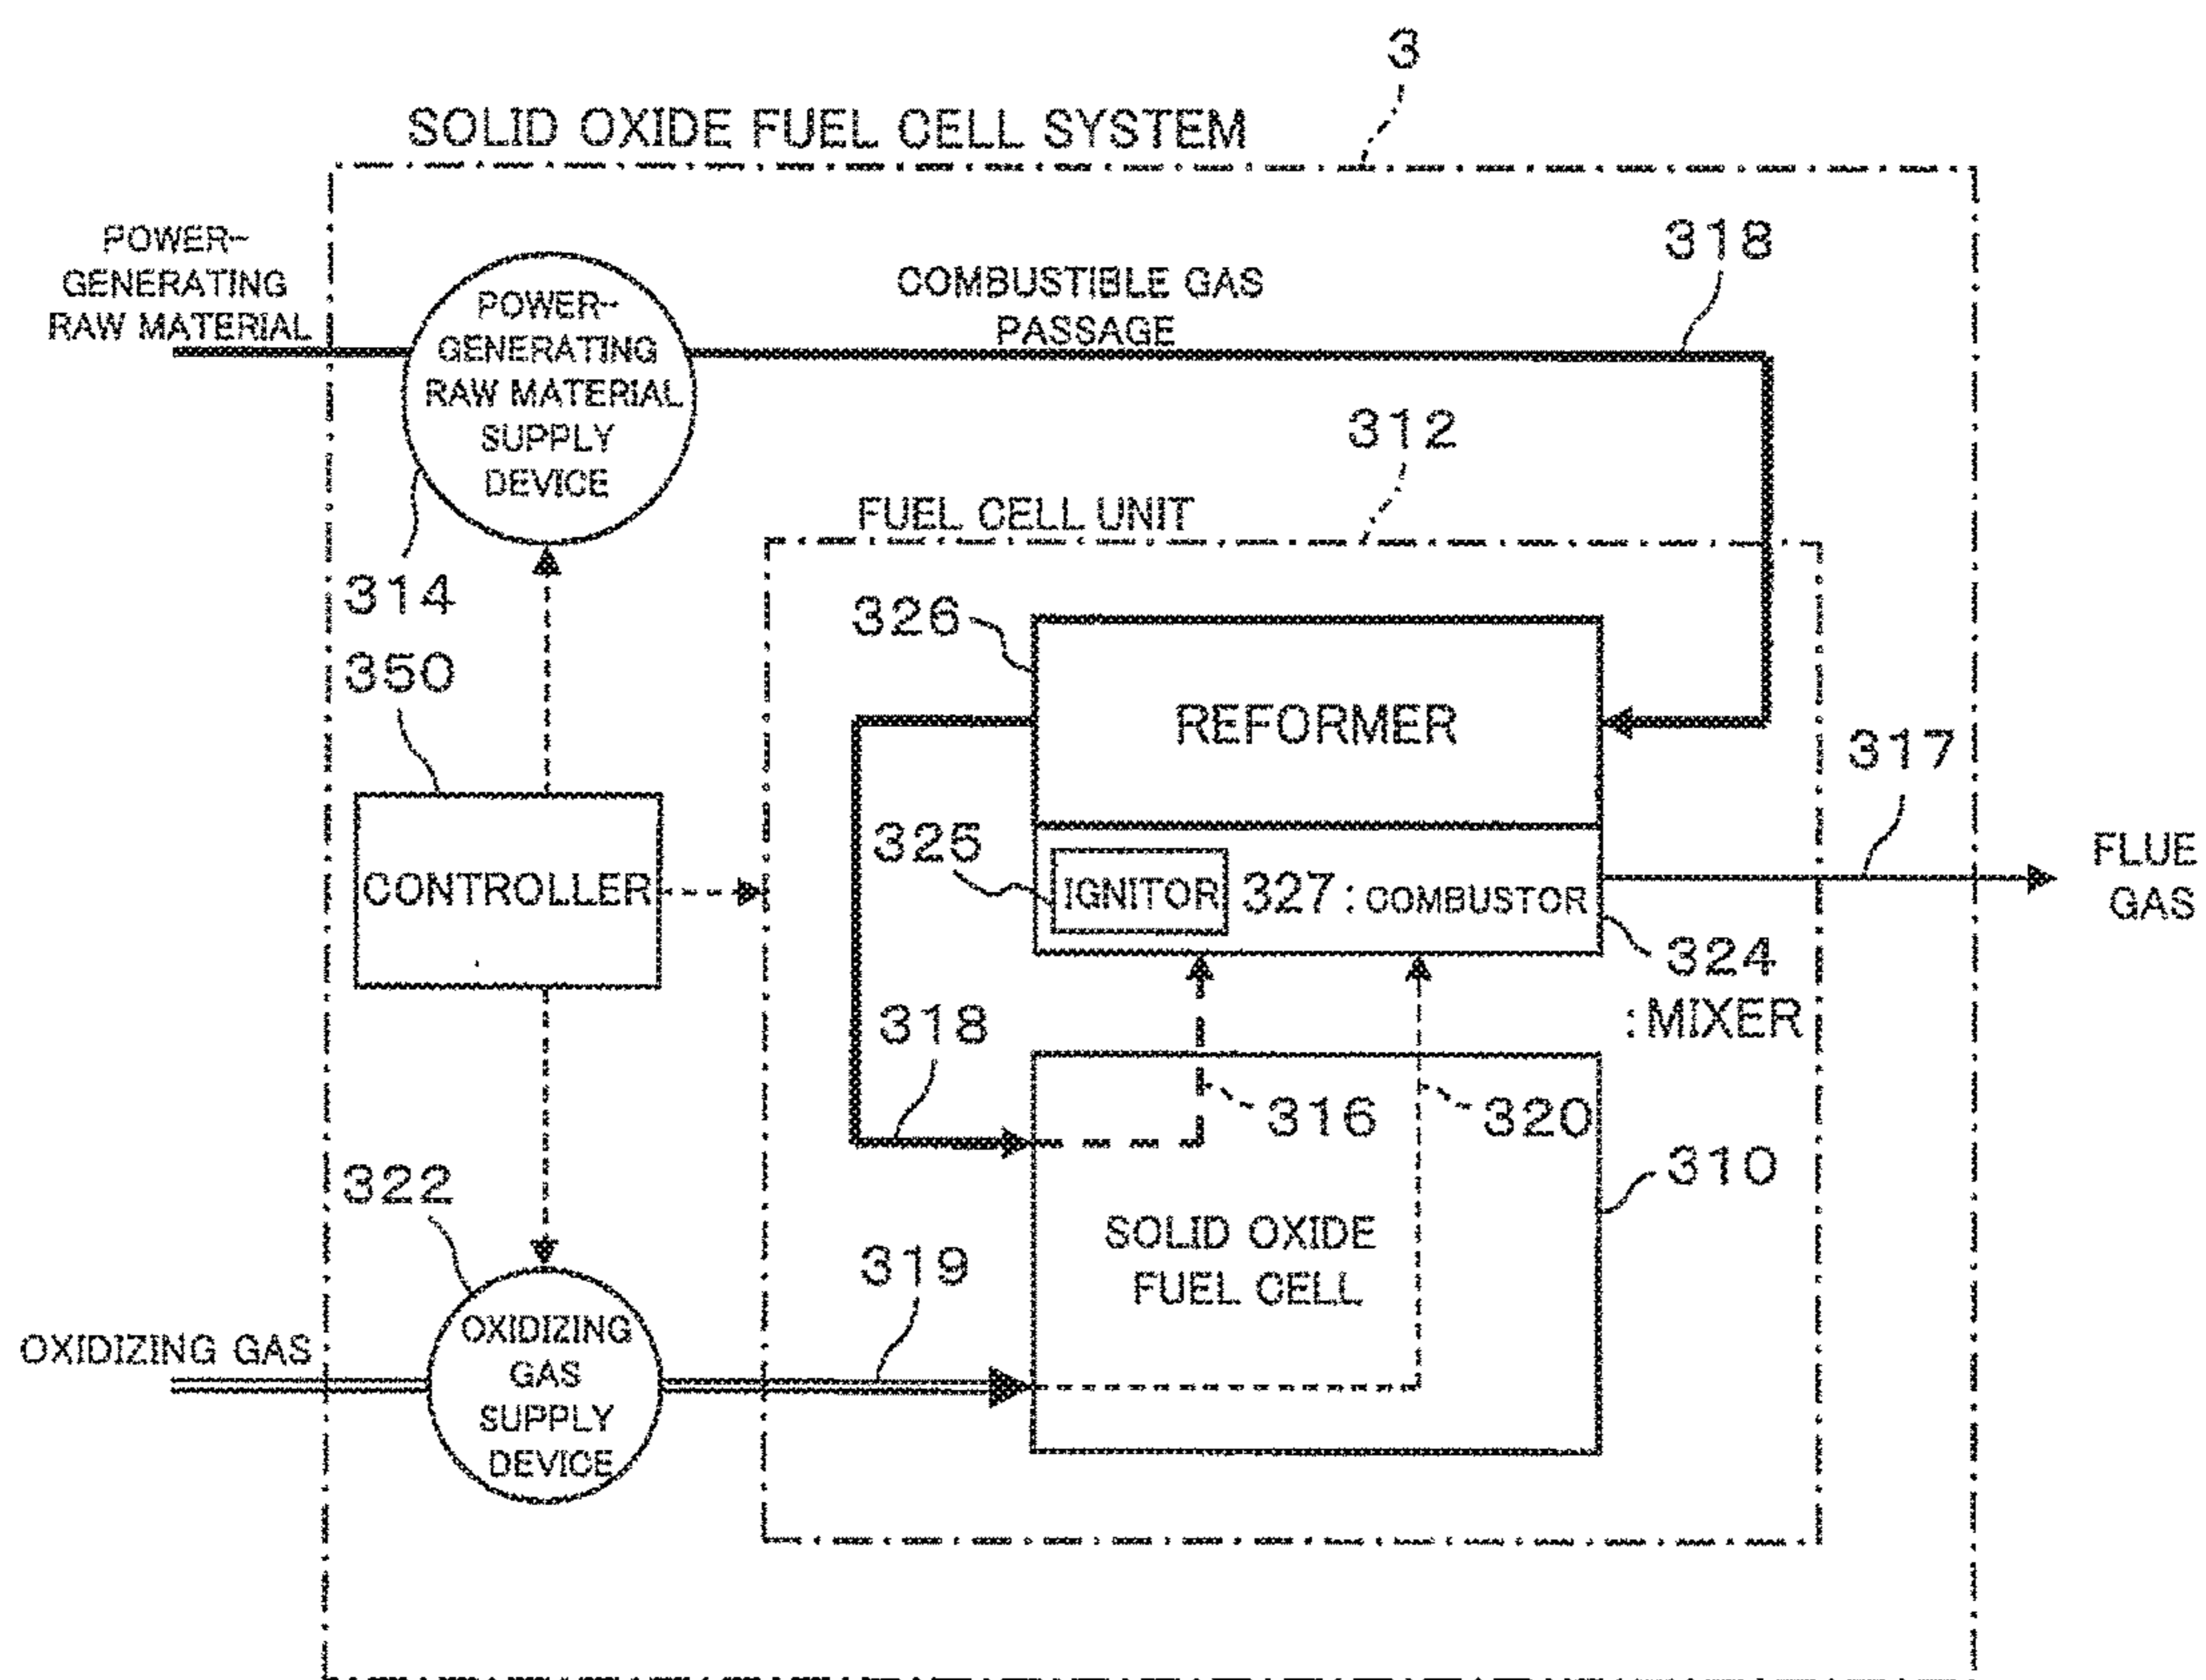 3
SOLID OXIDE FUEL CELL SYSTEM
POWER-
GENERATING
RAW MATERIAL
POWER-
GENERATING
RAW MATERIAL
SUPPLY
DEVICE
COMBUSTIBLE GAS
PASSAGE
318
312
FUEL CELL UNIT
314
326
350
REFORMER
317
325
CONTROLLER
IGNITOR
327 : COMBUSTOR
FLUE
GAS
324
: MIXER
318
316
320
310
322
SOLID OXIDE
FUEL CELL
319
OXIDIZING GAS
OXIDIZING
GAS
SUPPLY
DEVICE